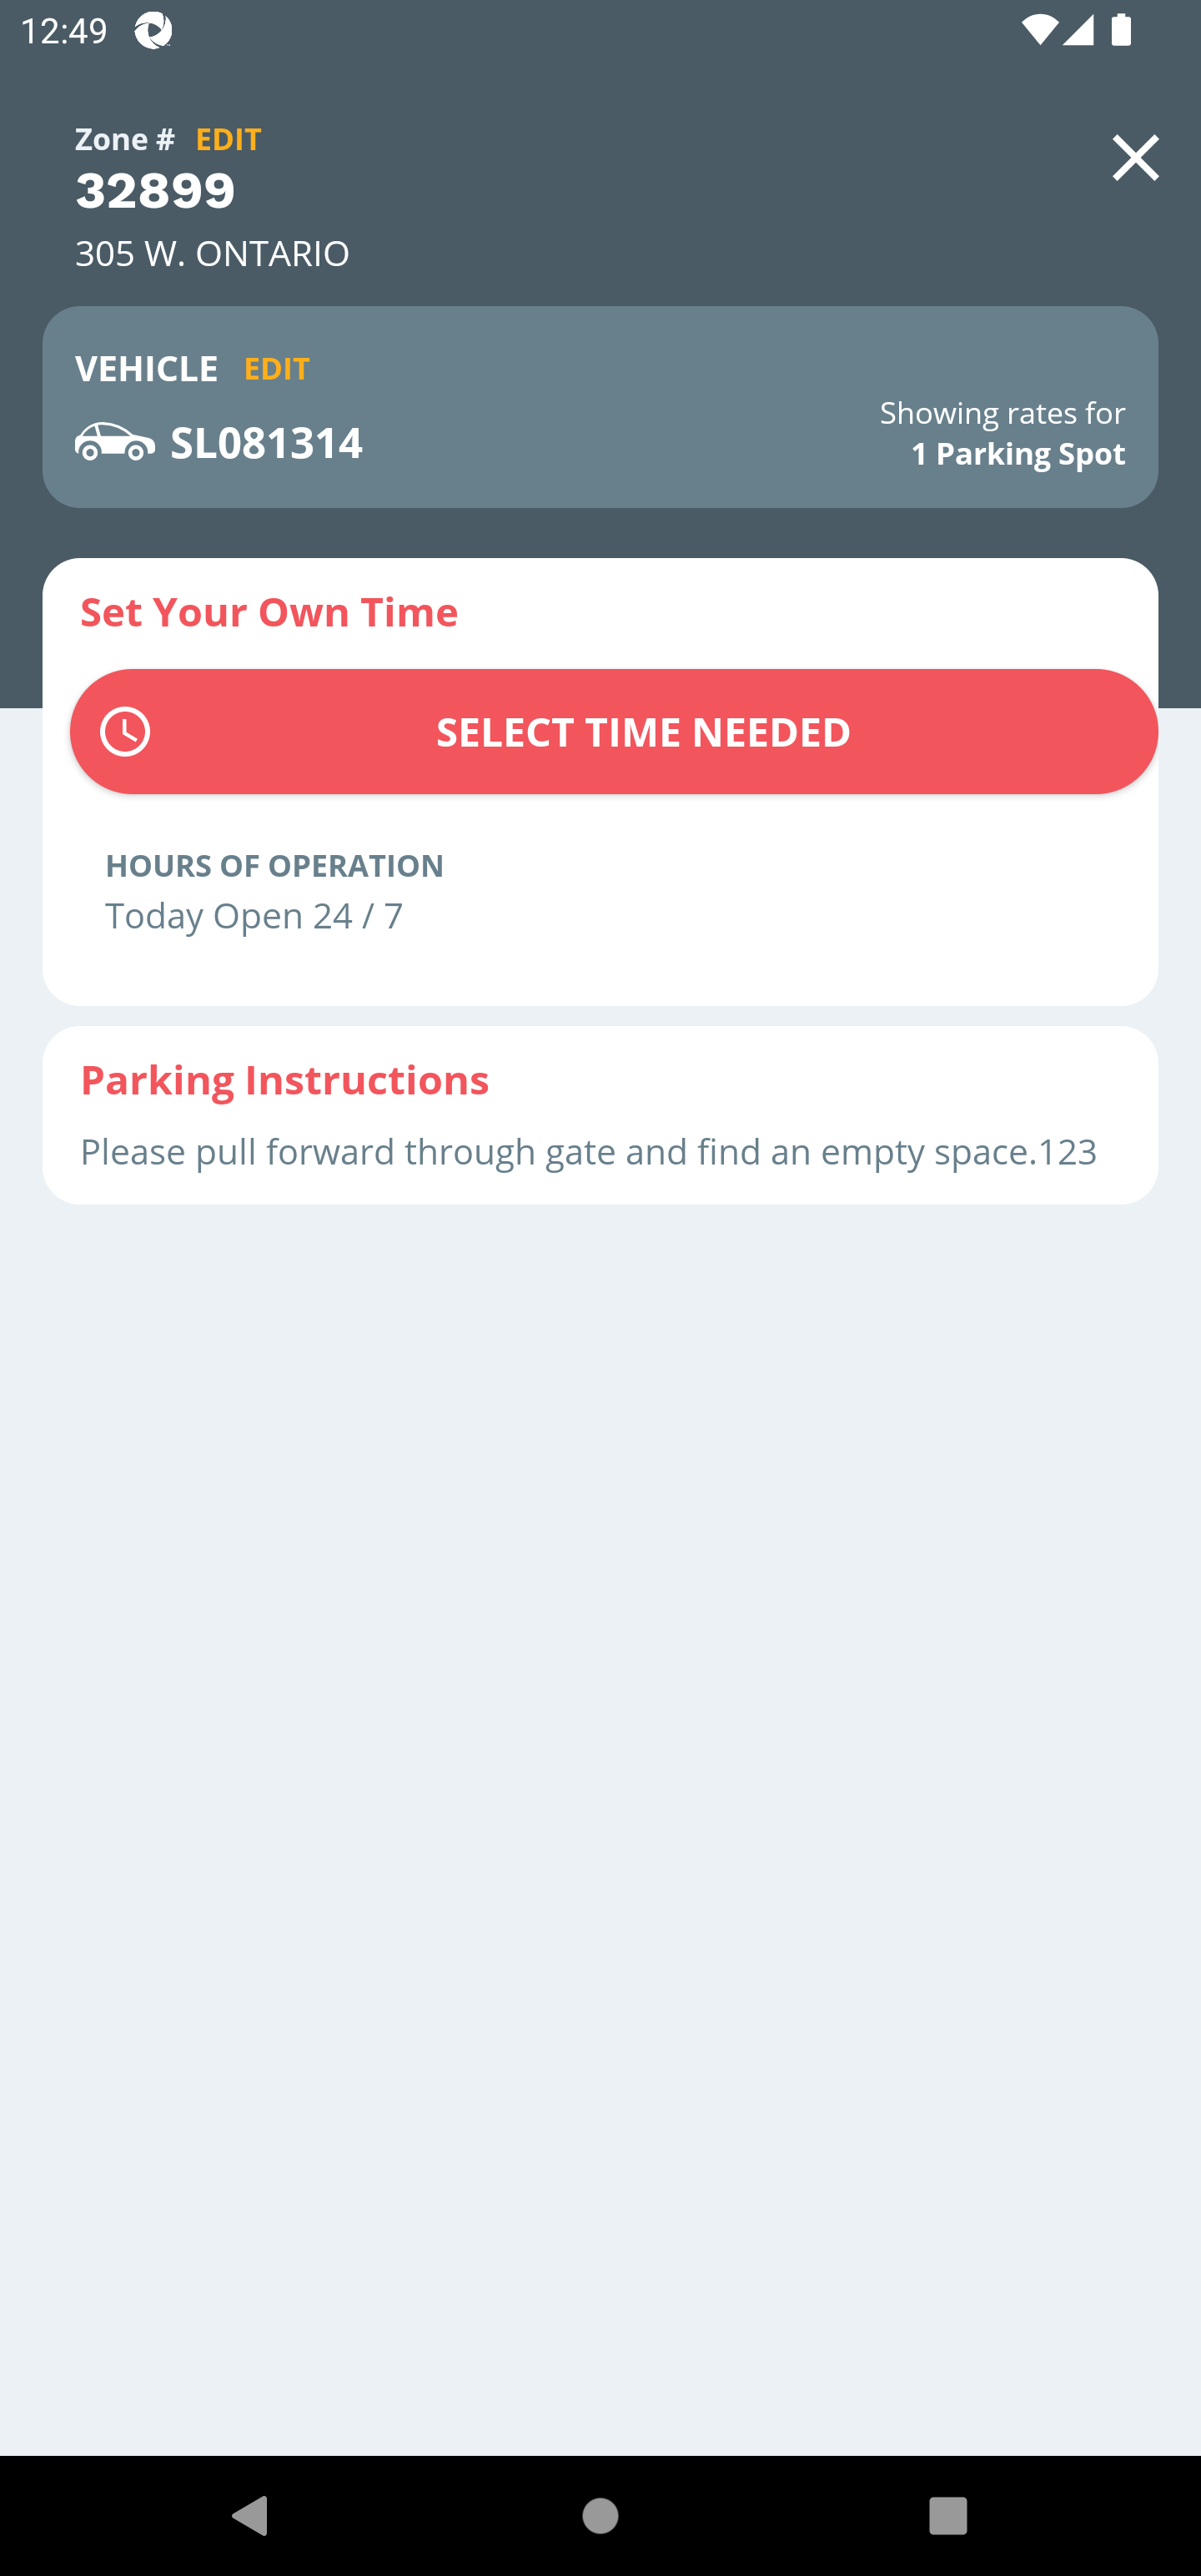 12:49
Zone # EDIT
32899
305 W. ONTARIO
VEHICLE EDIT
SL081314
Showing rates for
1 Parking Spot
Set Your Own Time
SELECT TIME NEEDED
HOURS OF OPERATION
Today Open 24 / 7
Parking Instructions
Please pull forward through gate and find an empty space.123